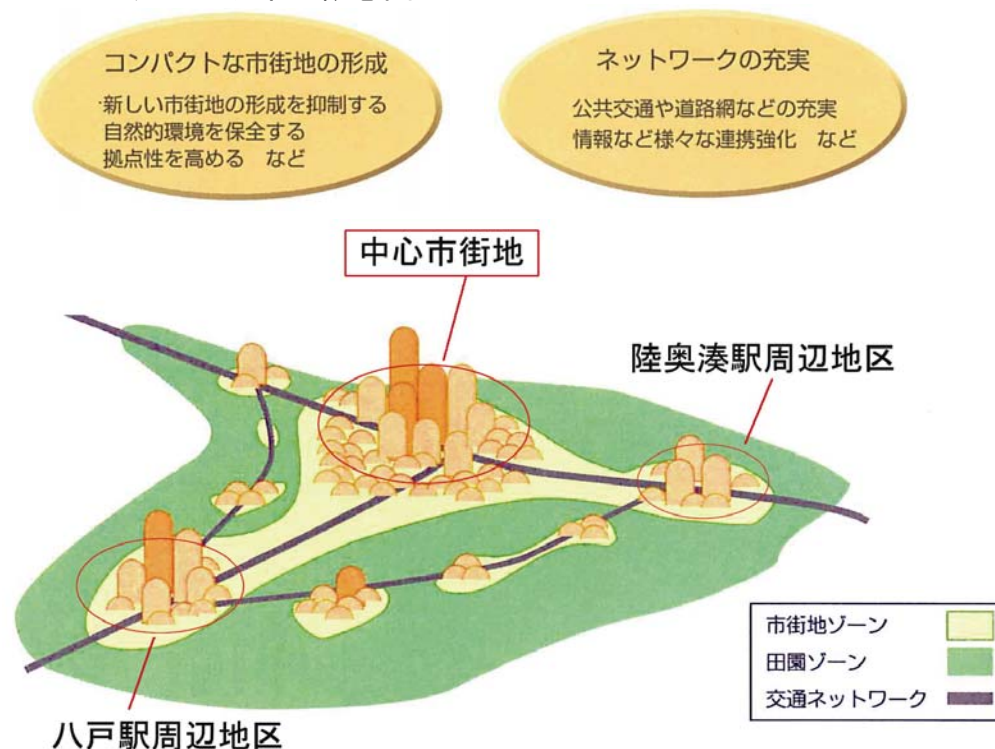 コンパクトな市街地の形成
・新しい市街地の形成を抑制する
自然的環境を保全する
拠点性を高める　など
ネットワークの充実
公共交通や道路網などの充実
情報など様々な連携強化　など
中心市街地
陸奥湊駅周辺地区
八戸駅周辺地区
市街地ゾーン
田園ゾーン
交通ネットワーク